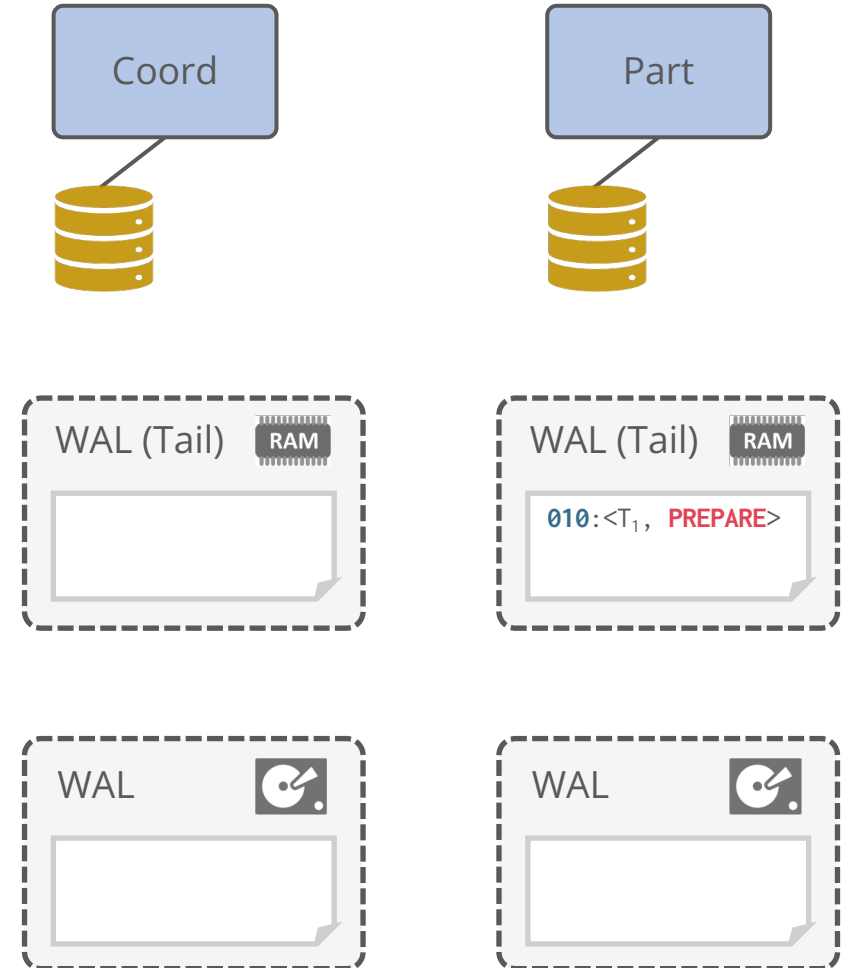 Coord
Part
WAL (Tail)
RAM
WAL (Tail)
RAM
010:<T₁, PREPARE>
WAL
WAL